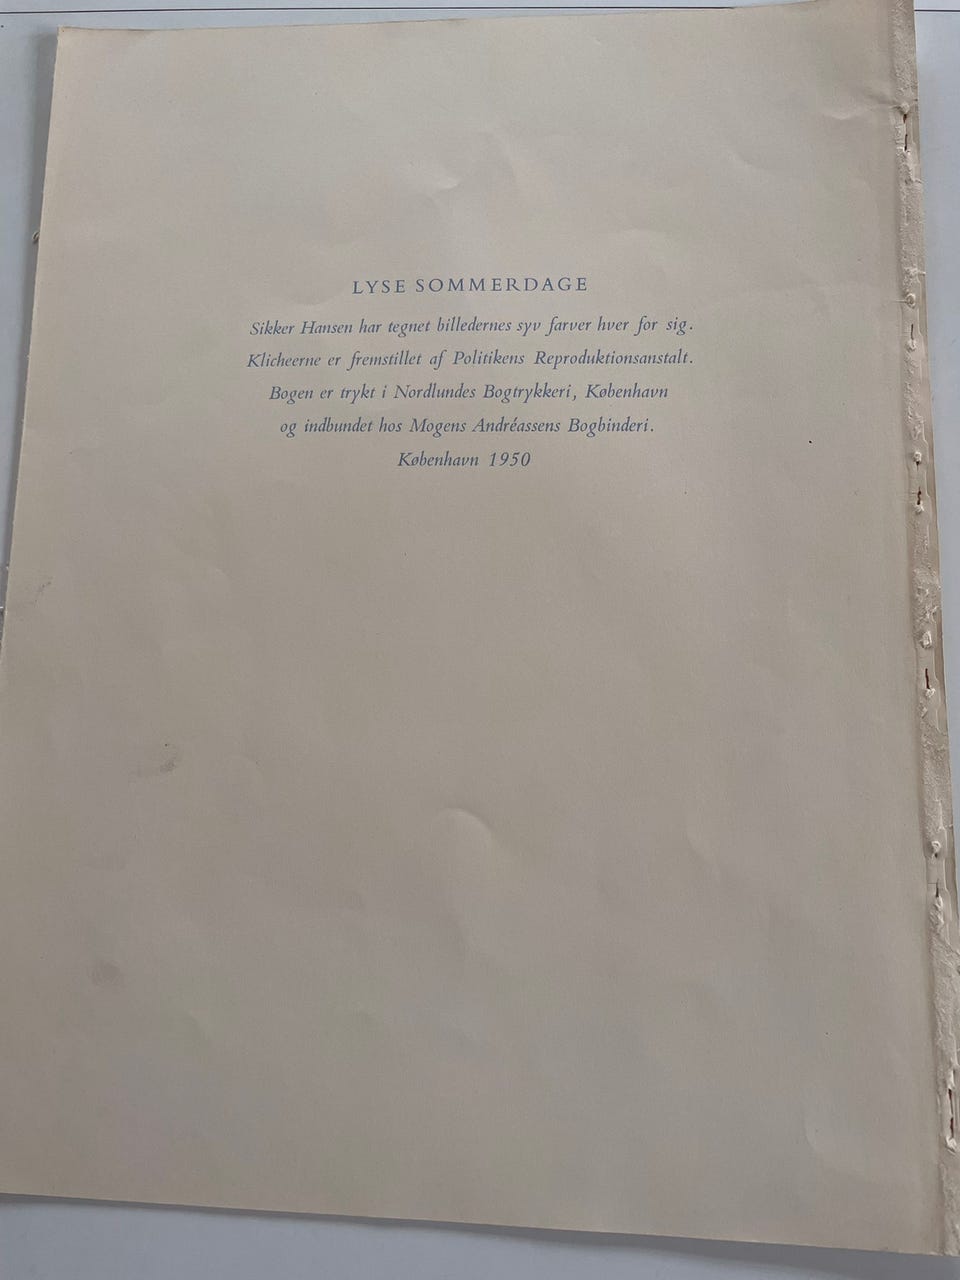 LYSE SOMMERDAGE
Sikker Hansen har tegnet billedernes syv farver hver for sig.
Klicheerne er fremstillet af Politikens Reproduktionsanstalt.
Bogen er trykt i Nordlundes Bogtrykkeri, København
og indbundet hos Mogens Andréassens Bogbinderi.
København 1950